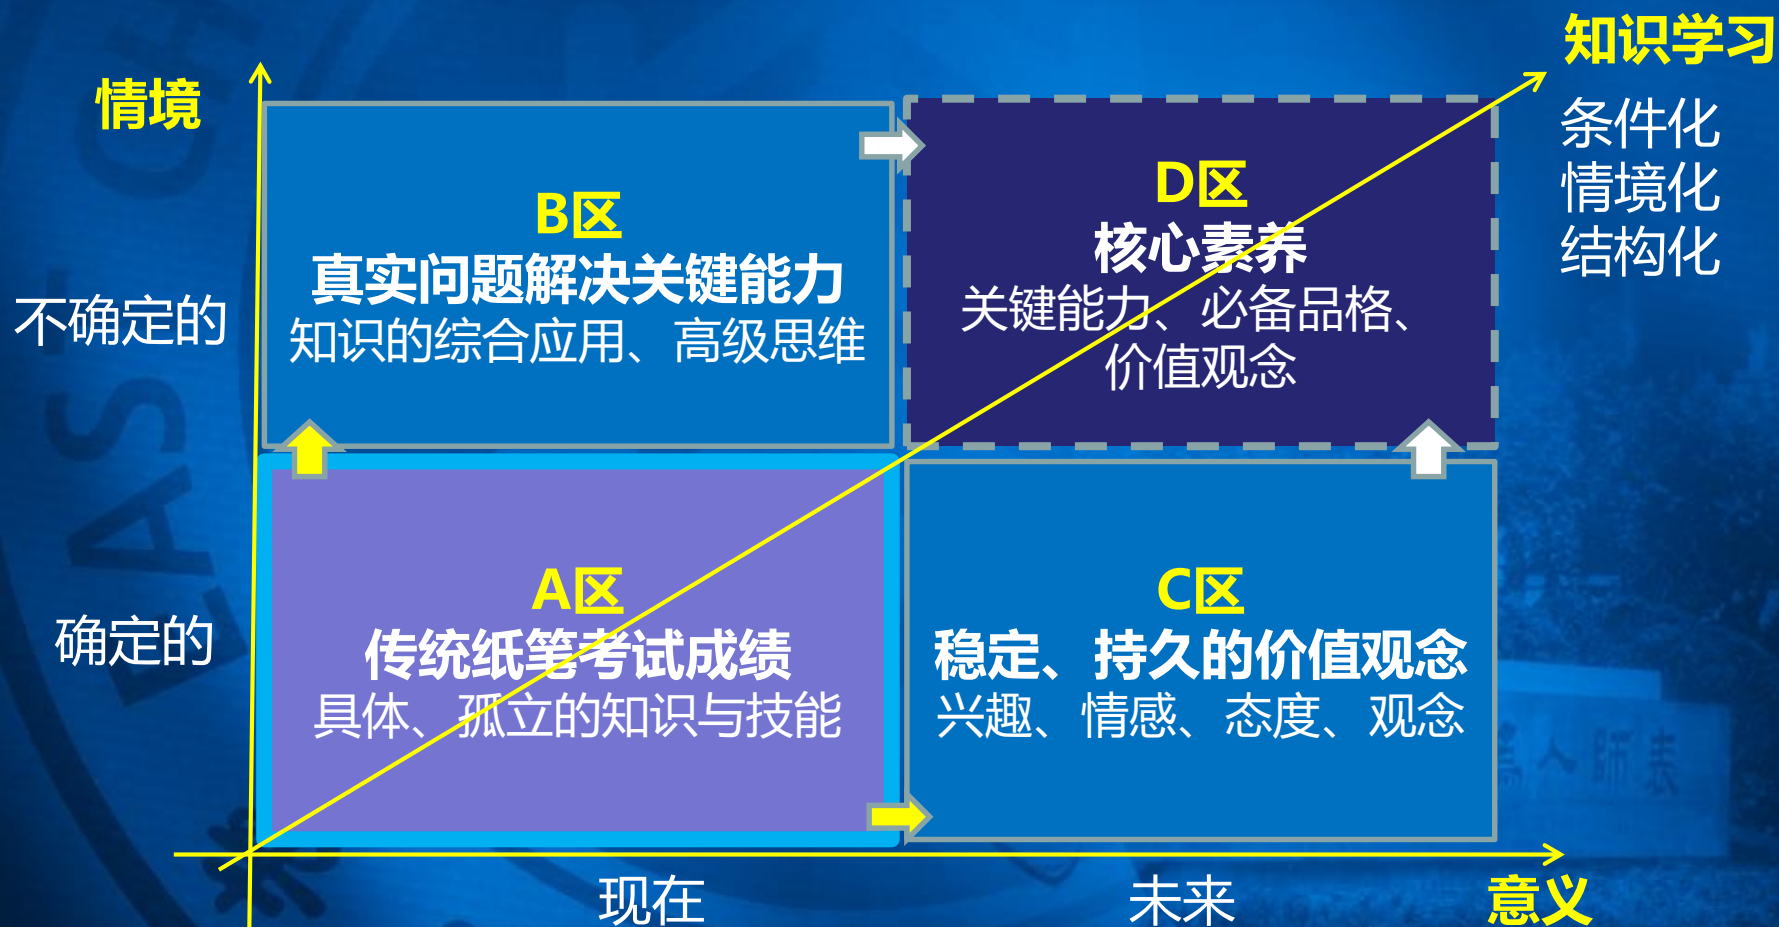 知识学习
条件化
情境化
结构化
情境
不确定的
确定的
B区
真实问题解决关键能力
知识的综合应用、高级思维
D区
核心素养
关键能力、必备品格、
价值观念
A区
传统纸笔考试成绩
具体、孤立的知识与技能
C区
稳定、持久的价值观念
兴趣、情感、态度、观念
现在
未来
意义
EAST CH
人师表